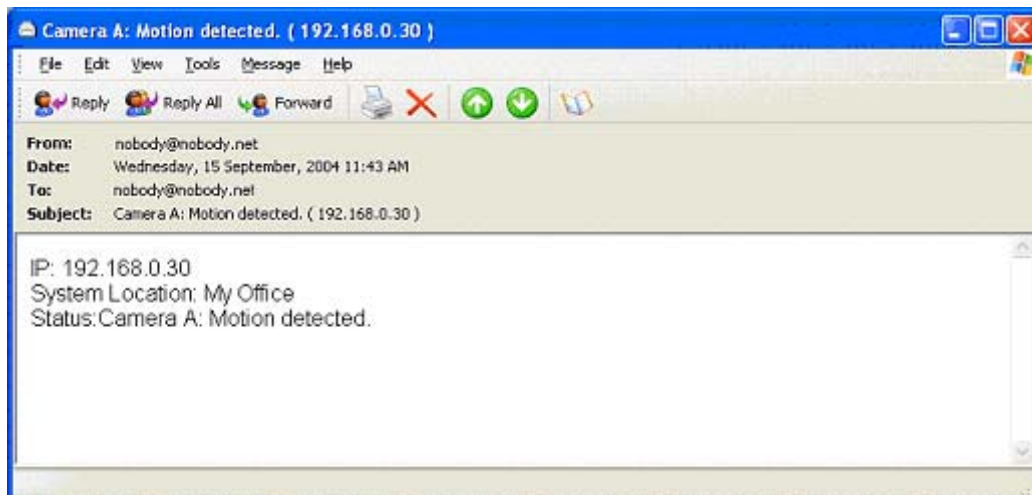 Camera A: Motion detected. ( 192.168.0.30 )
File Edit View Tools Message Help
Reply Reply All Forward
From: nobody@nobody.net
Date: Wednesday, 15 September, 2004 11:43 AM
To: nobody@nobody.net
Subject: Camera A: Motion detected. ( 192.168.0.30 )
IP: 192.168.0.30
System Location: My Office
Status:Camera A: Motion detected.